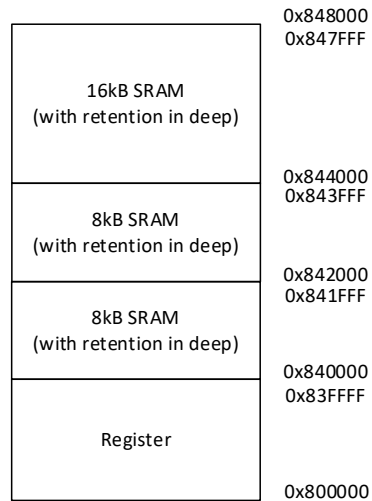 0x848000
0x847FFF
16kB SRAM
(with retention in deep)
0x844000
0x843FFF
8kB SRAM
(with retention in deep)
0x842000
0x841FFF
8kB SRAM
(with retention in deep)
0x840000
0x83FFFF
Register
0x800000